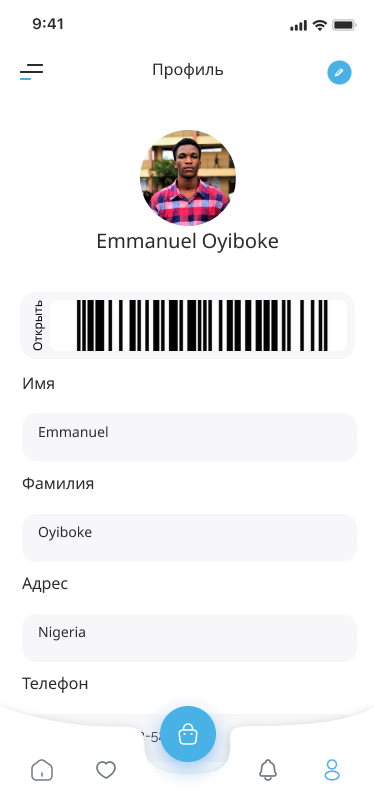 9:41
Профиль
Emmanuel Oyiboke
Открыть
Имя
Emmanuel
Фамилия
Oyiboke
Адрес
Nigeria
Телефон